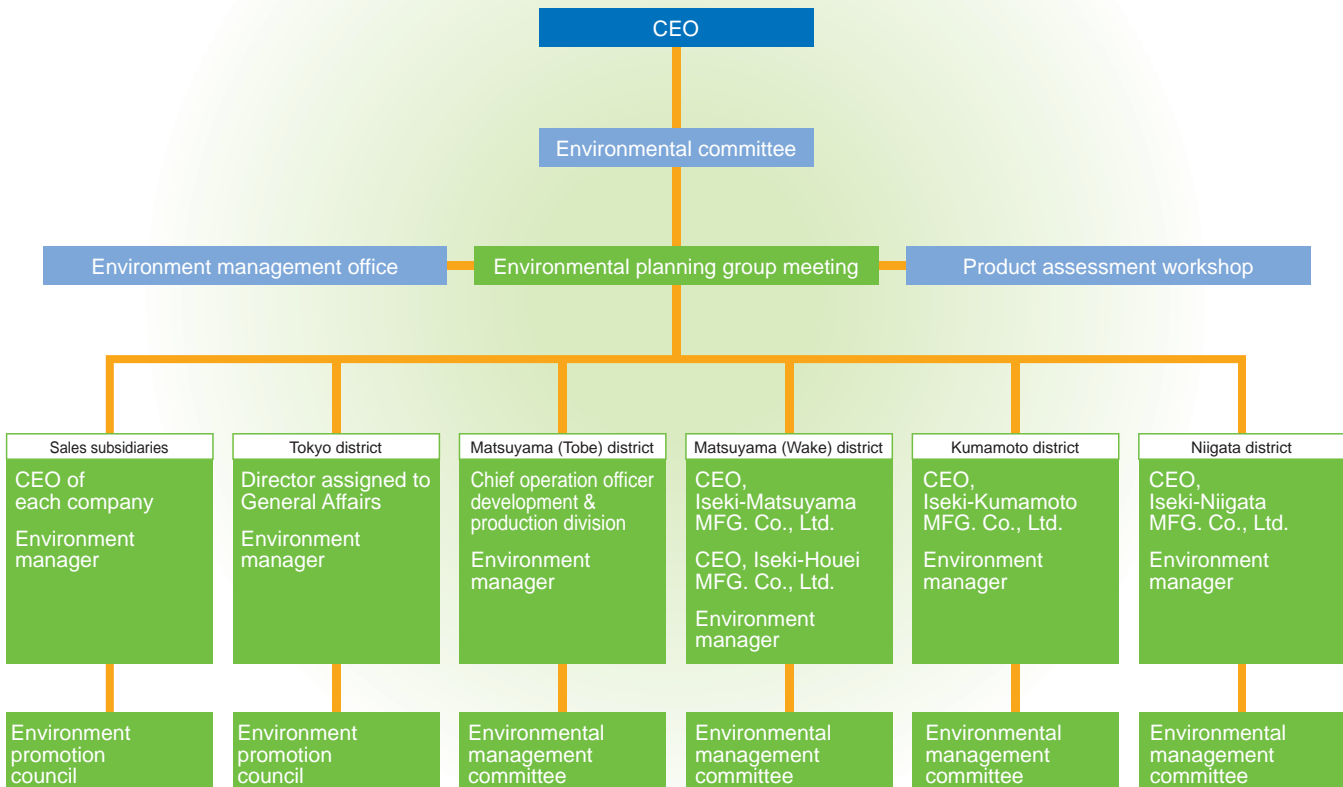 CEO
Environmental committee
Environment management office
Environmental planning group meeting
Product assessment workshop
Sales subsidiaries
CEO of
each company
Environment
manager
Tokyo district
Director assigned to
General Affairs
Environment
manager
Matsuyama (Tobe) district
Chief operation officer
development &
production division
Environment
manager
Matsuyama (Wake) district
CEO,
Iseki-Matsuyama
MFG. Co., Ltd.
CEO, Iseki-Houei
MFG. Co., Ltd.
Environment
manager
Kumamoto district
CEO,
Iseki-Kumamoto
MFG. Co., Ltd.
Environment
manager
Niigata district
CEO,
Iseki-Niigata
MFG. Co., Ltd.
Environment
manager
Environment
promotion
council
Environment
promotion
council
Environmental
management
committee
Environmental
management
committee
Environmental
management
committee
Environmental
management
committee